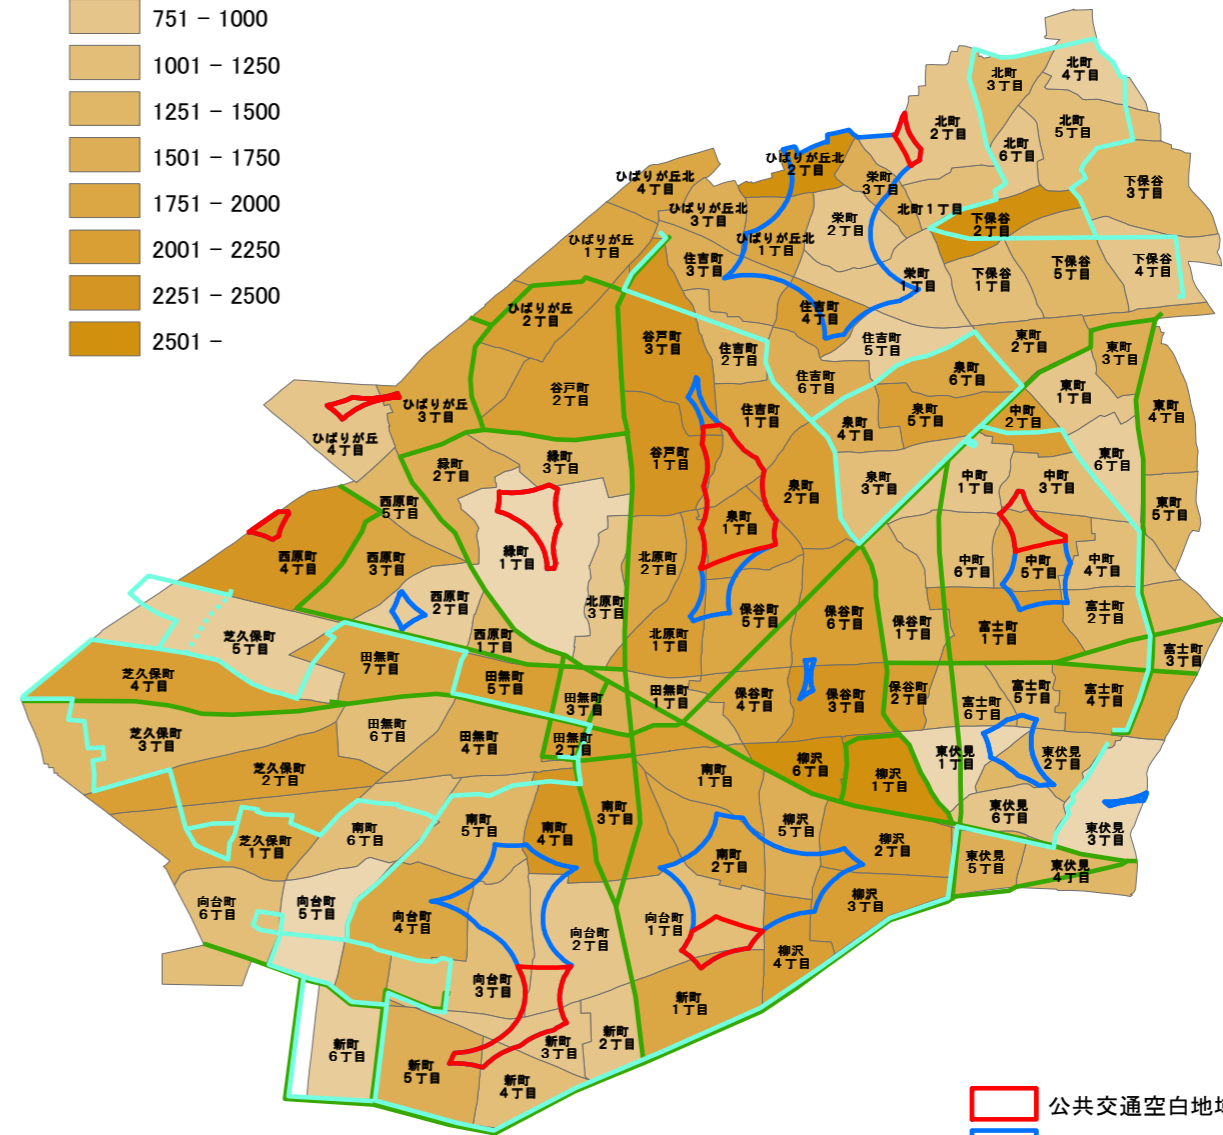 751 - 1000
1001 - 1250
1251 - 1500
1501 - 1750
1751 - 2000
2001 - 2250
2251 - 2500
2501 -
北町
4丁目
北町
3丁目
北町
2丁目
北町
5丁目
北町
6丁目
ひばりが丘北
2丁目
ひばりが丘北
4丁目
栄町
3丁目
下保谷
3丁目
ひばりが丘北
3丁目
北町1丁目
栄町
2丁目
下保谷
2丁目
ひばりが丘
1丁目
ひばりが丘北
1丁目
住吉町
3丁目
栄町
1丁目
下保谷
1丁目
下保谷
5丁目
下保谷
4丁目
ひばりが丘
2丁目
住吉町
4丁目
谷戸町
3丁目
住吉町
2丁目
住吉町
5丁目
東町
2丁目
東町
3丁目
泉町
6丁目
住吉町
6丁目
東町
1丁目
谷戸町
2丁目
ひばりが丘
3丁目
住吉町
1丁目
泉町
4丁目
泉町
5丁目
中町
2丁目
東町
4丁目
ひばりが丘
4丁目
谷戸町
1丁目
東町
6丁目
緑町
2丁目
緑町
3丁目
泉町
2丁目
泉町
3丁目
中町
1丁目
中町
3丁目
西原町
5丁目
東町
5丁目
泉町
1丁目
西原町
4丁目
西原町
3丁目
緑町
1丁目
北原町
2丁目
中町
6丁目
中町
5丁目
中町
4丁目
西原町
2丁目
北原町
3丁目
保谷町
5丁目
保谷町
6丁目
保谷町
1丁目
富士町
2丁目
芝久保町
5丁目
西原町
1丁目
北原町
1丁目
富士町
1丁目
田無町
7丁目
富士町
3丁目
芝久保町
4丁目
田無町
5丁目
田無町
3丁目
田無町
1丁目
保谷町
4丁目
保谷町
3丁目
保谷町
2丁目
富士町
6丁目
富士町
5丁目
富士町
4丁目
芝久保町
3丁目
田無町
6丁目
田無町
4丁目
田無町
2丁目
東伏見
1丁目
東伏見
2丁目
芝久保町
2丁目
南町
1丁目
柳沢
6丁目
柳沢
1丁目
東伏見
6丁目
東伏見
3丁目
芝久保町
1丁目
南町
6丁目
南町
5丁目
南町
4丁目
南町
3丁目
柳沢
5丁目
柳沢
2丁目
南町
2丁目
東伏見
5丁目
東伏見
4丁目
向台町
6丁目
向台町
5丁目
向台町
4丁目
向台町
2丁目
向台町
1丁目
柳沢
3丁目
柳沢
4丁目
向台町
3丁目
新町
1丁目
新町
6丁目
新町
5丁目
新町
3丁目
新町
2丁目
新町
4丁目
公共交通空白地